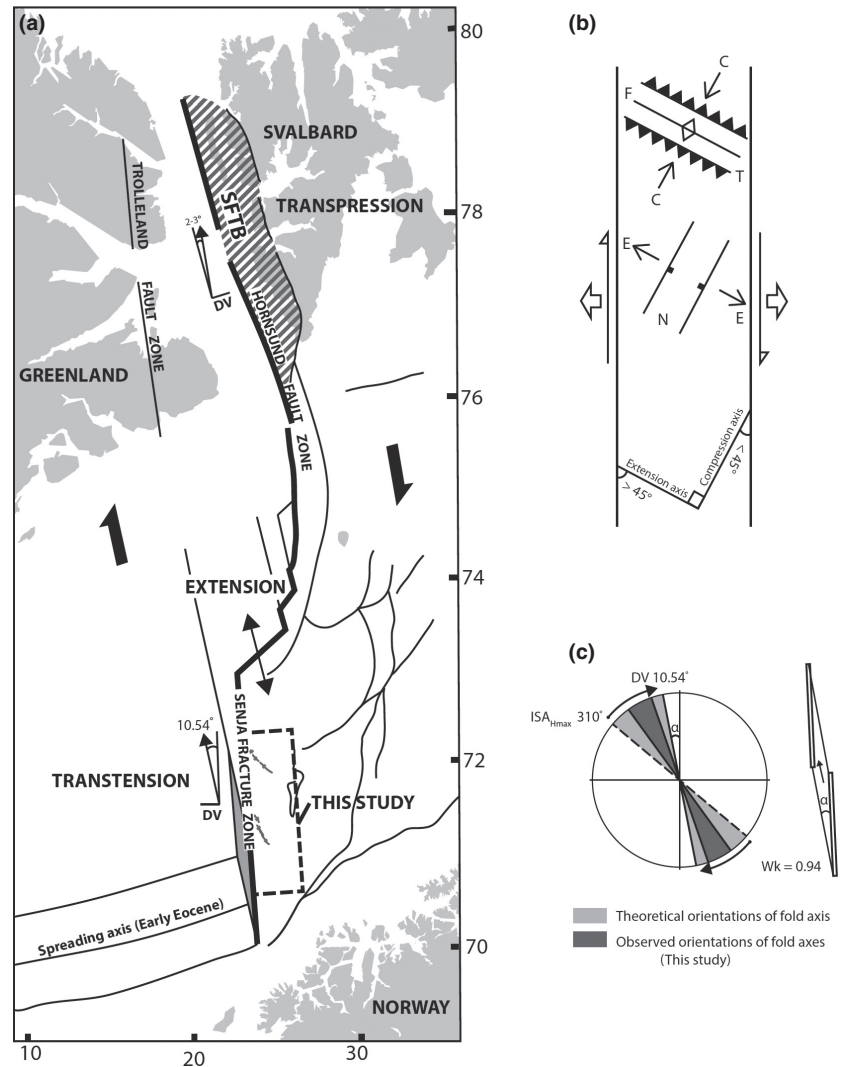 (a)
80
SVALBARD
TROLLELAND
SFTB
TRANSPRESSION
78
2-3°
DV
FAULT ZONE
HORNSUND
GREENLAND
76
FAULT ZONE
74
EXTENSION
SENJA FRACTURE ZONE
10.54°
72
TRANSTENSION
THIS STUDY
DV
Spreading axis (Early Eocene)
70
NORWAY
10
20
30
(b)
C
F
T
C
E
N
E
Compression axis
< 45°
Extension axis
> 45°
(c)
DV 10.54°
ISAHmax 310°
α
α
Wk = 0.94
Theoretical orientations of fold axis
Observed orientations of fold axes
(This study)